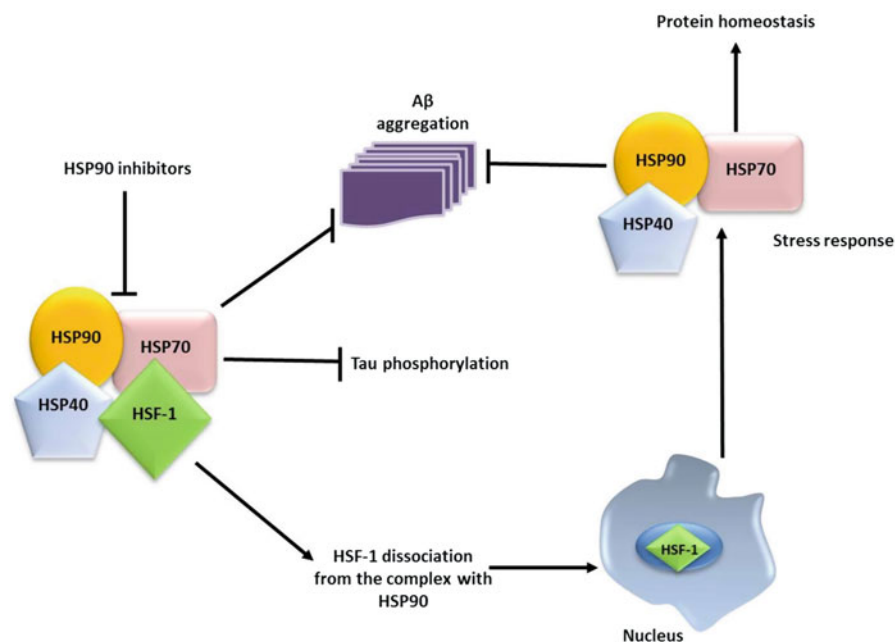 Protein homeostasis
Aβ
aggregation
HSP90
HSP70
HSP40
HSP90 inhibitors
Stress response
HSP90
HSP70
HSP40
HSF-1
Tau phosphorylation
HSF-1
HSF-1 dissociation
from the complex with
HSP90
Nucleus